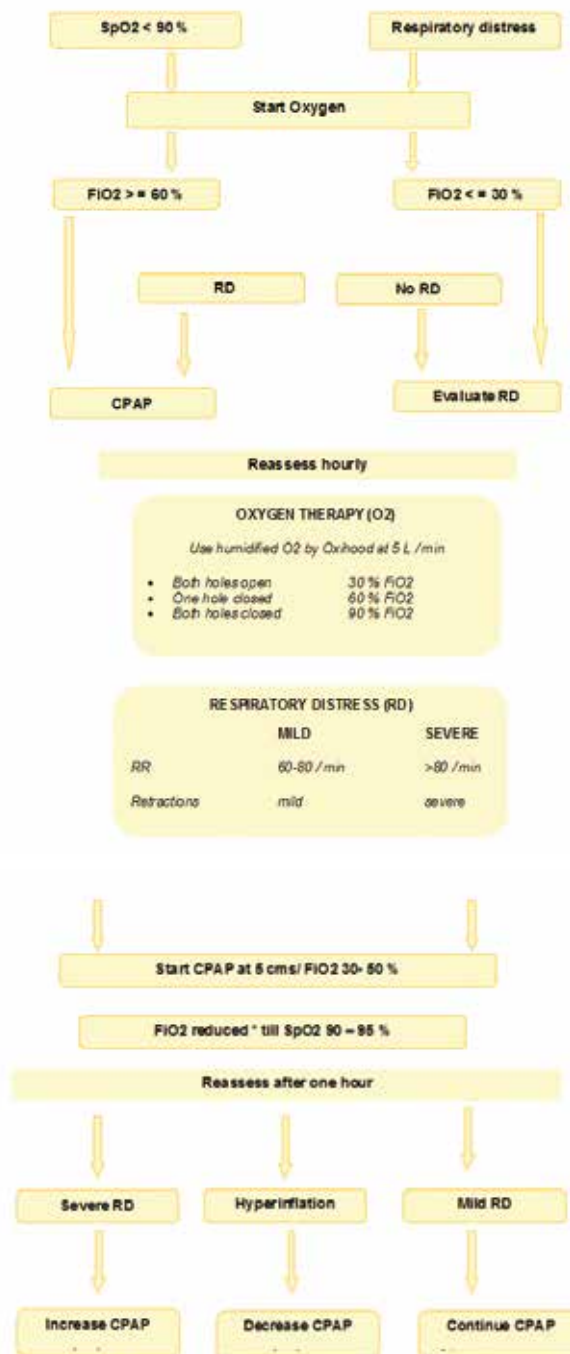 SpO2 < 90 %
Respiratory distress
Start Oxygen
FiO2 > = 60 %
FiO2 < = 30 %
RD
No RD
CPAP
Evaluate RD
Reassess hourly
OXYGEN THERAPY (O2)
Use humidified O2 by Oxihood at 5 L /min
• Both holes open 30 % FiO2
• One hole closed 60 % FiO2
• Both holes closed 90 % FiO2
RESPIRATORY DISTRESS (RD)
MILD SEVERE
RR 60-80 / min >80 / min
Retractions mild severe
Start CPAP at 5 cms/ FiO2 30- 50 %
FiO2 reduced * till SpO2 90 – 95 %
Reassess after one hour
Severe RD
Hyperinflation
Mild RD
Increase CPAP
Decrease CPAP
Continue CPAP